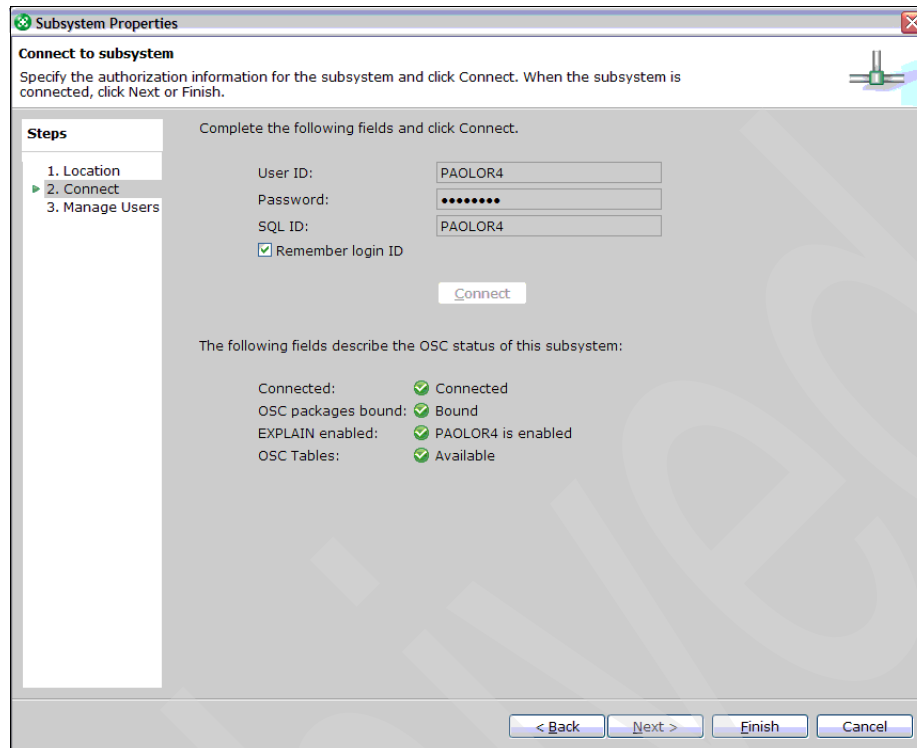 Subsystem Properties
Connect to subsystem
Specify the authorization information for the subsystem and click Connect. When the subsystem is
connected, click Next or Finish.
Steps
1. Location
2. Connect
3. Manage Users
Complete the following fields and click Connect.
User ID: PAOLOR4
Password: ••••••••
SQL ID: PAOLOR4
Remember login ID
Connect
The following fields describe the OSC status of this subsystem:
Connected: Connected
OSC packages bound: Bound
EXPLAIN enabled: PAOLOR4 is enabled
OSC Tables: Available
< Back Next > Finish Cancel